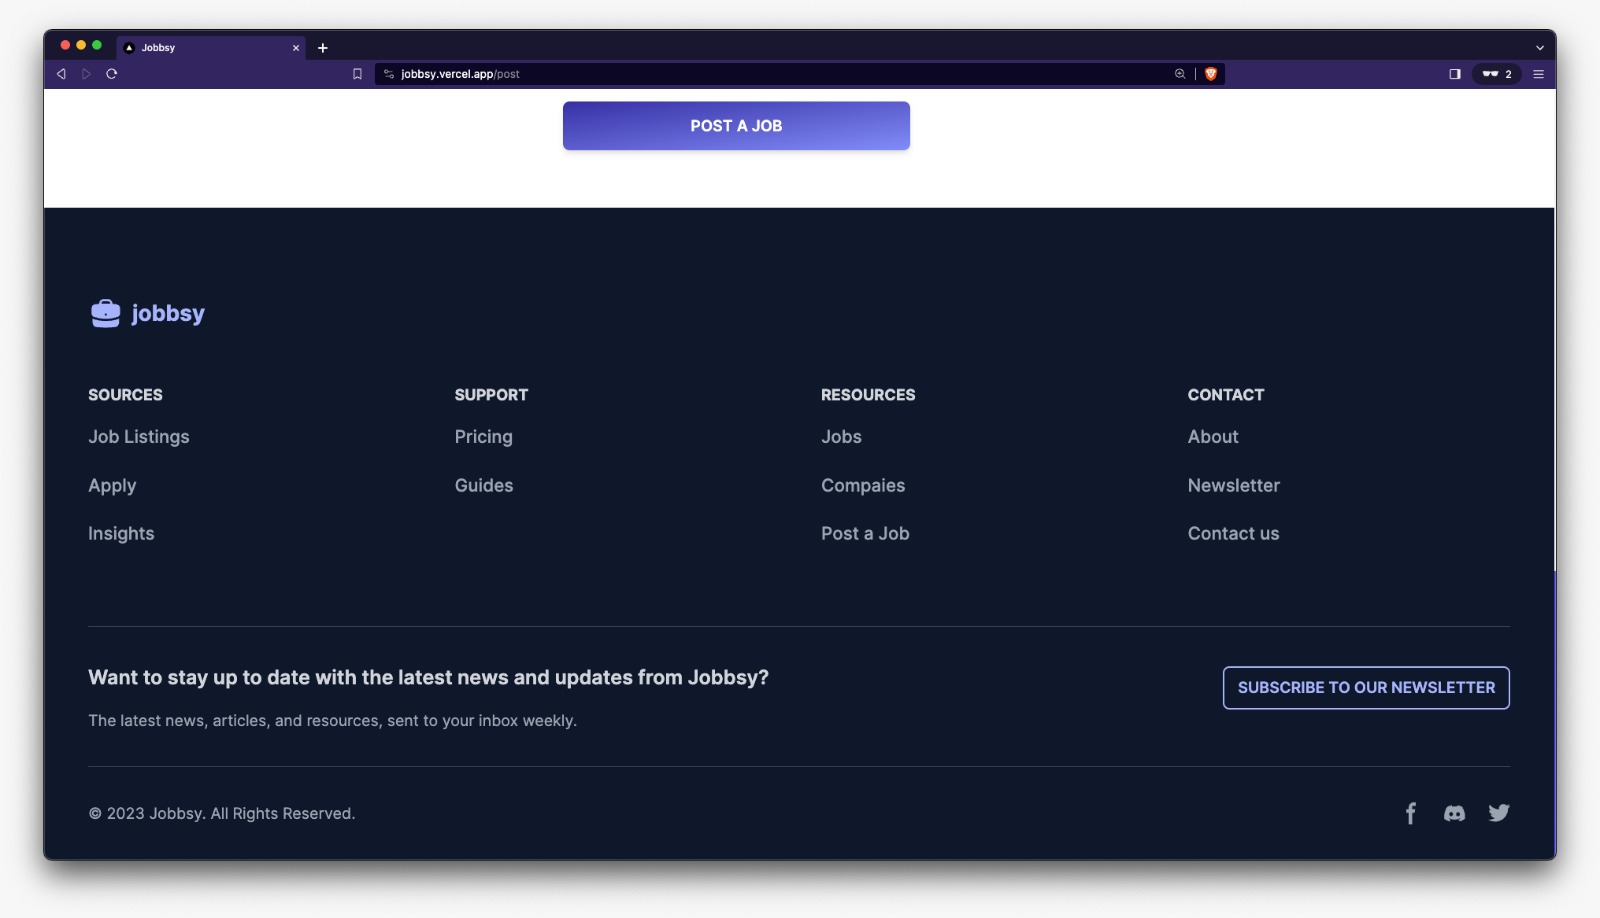 Jobbsy
jobbsy.vercel.app/post
2
POST A JOB
jobbsy
SOURCES
Job Listings
Apply
Insights
SUPPORT
Pricing
Guides
RESOURCES
Jobs
Compaies
Post a Job
CONTACT
About
Newsletter
Contact us
Want to stay up to date with the latest news and updates from Jobbsy?
The latest news, articles, and resources, sent to your inbox weekly.
SUBSCRIBE TO OUR NEWSLETTER
© 2023 Jobbsy. All Rights Reserved.